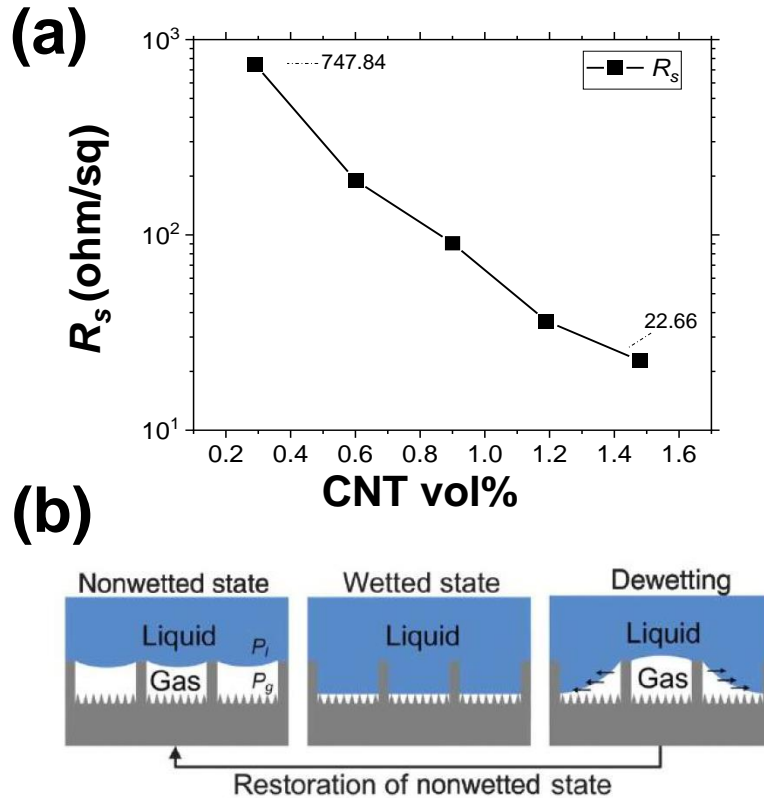 (a)
10³
747.84
Rₛ
10²
Rₛ (ohm/sq)
22.66
10¹
0.2 0.4 0.6 0.8 1.0 1.2 1.4 1.6
CNT vol%
(b)
Nonwetted state Wetted state Dewetting
Liquid Pₗ Liquid Liquid
Gas P_g Gas
Restoration of nonwetted state